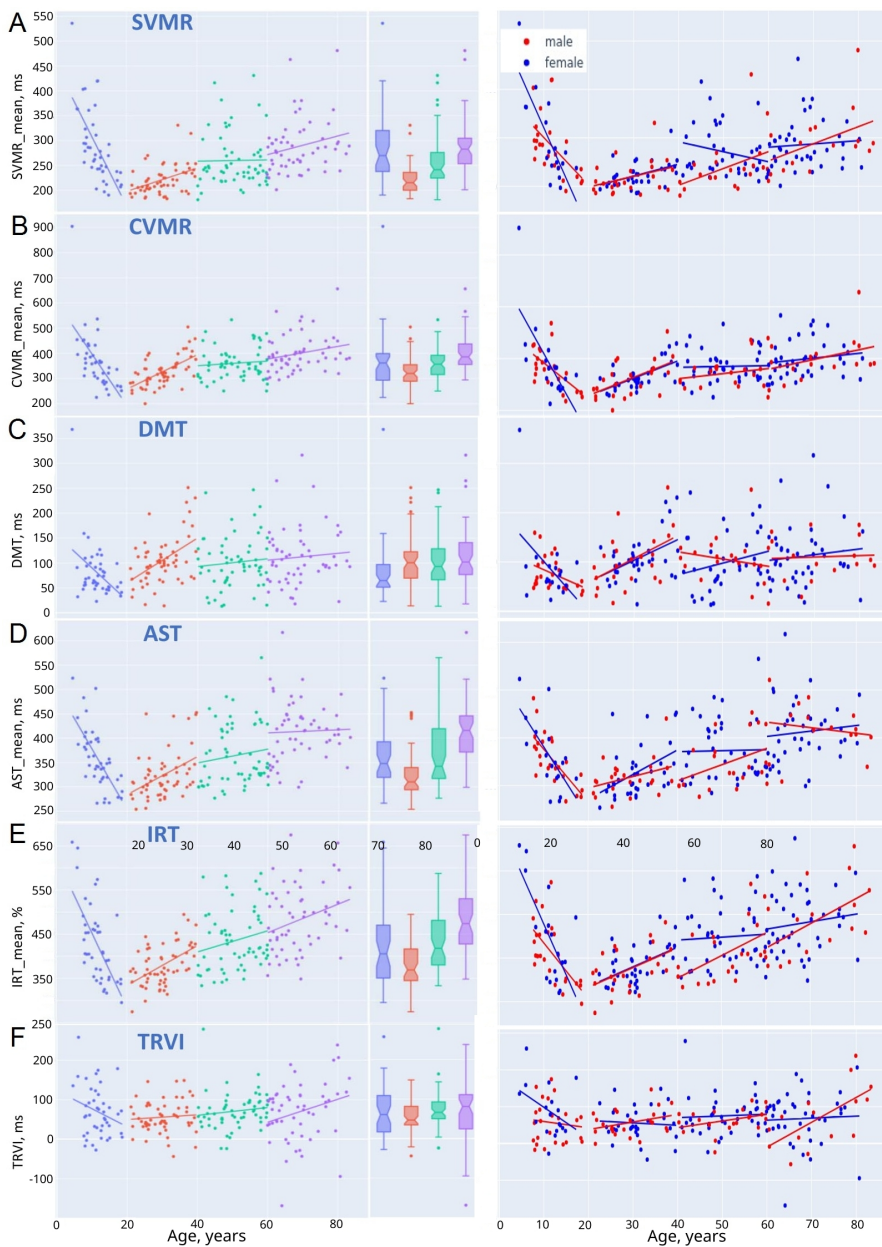 A
SVMR
550
500
450
400
350
300
250
200
SVMR_mean, ms
male
female
B
CVMR
900
800
700
600
500
400
300
200
CVMR_mean, ms
C
DMT
350
300
250
200
150
100
50
0
DMT, ms
D
AST
600
550
500
450
400
350
300
250
AST_mean, ms
E
IRT
20 30 40 50 60 70 80 0 20 40 60 80
650
550
450
350
IRT_mean, %
F
TRVI
250
200
100
0
-100
TRVI, ms
0 20 40 60 80
0 10 20 30 40 50 60 70 80
Age, years
Age, years